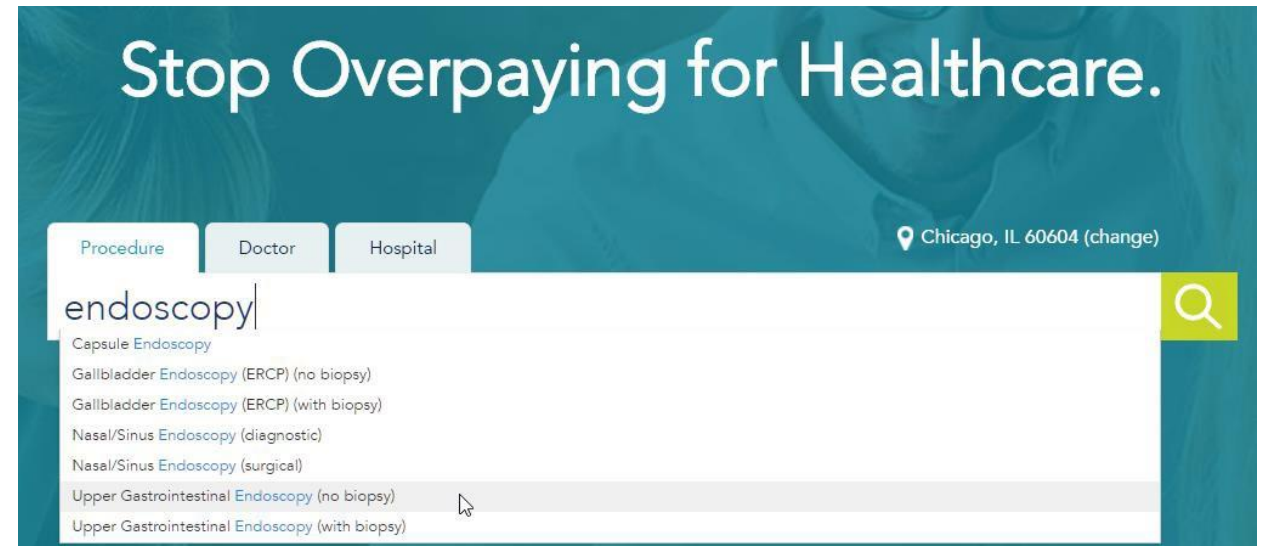 Stop Overpaying for Healthcare.
Procedure Doctor Hospital Chicago, IL 60604 (change)
endoscopy
Capsule Endoscopy
Gallbladder Endoscopy (ERCP) (no biopsy)
Gallbladder Endoscopy (ERCP) (with biopsy)
Nasal/Sinus Endoscopy (diagnostic)
Nasal/Sinus Endoscopy (surgical)
Upper Gastrointestinal Endoscopy (no biopsy)
Upper Gastrointestinal Endoscopy (with biopsy)